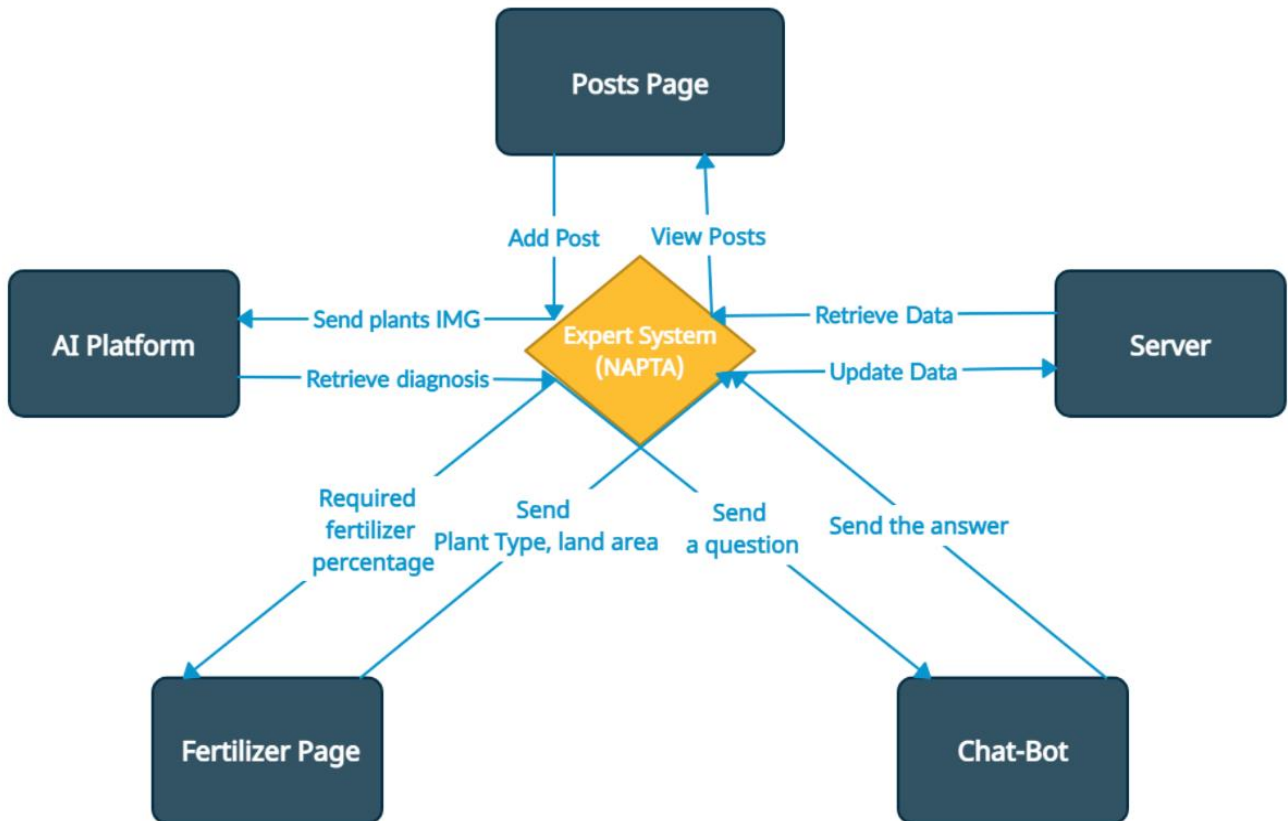 Posts Page
Add Post
View Posts
Send plants IMG
Retrieve Data
AI Platform
Expert System
(NAPTA)
Server
Retrieve diagnosis
Update Data
Required
fertilizer
percentage
Send
Plant Type, land area
Send
a question
Send the answer
Fertilizer Page
Chat-Bot